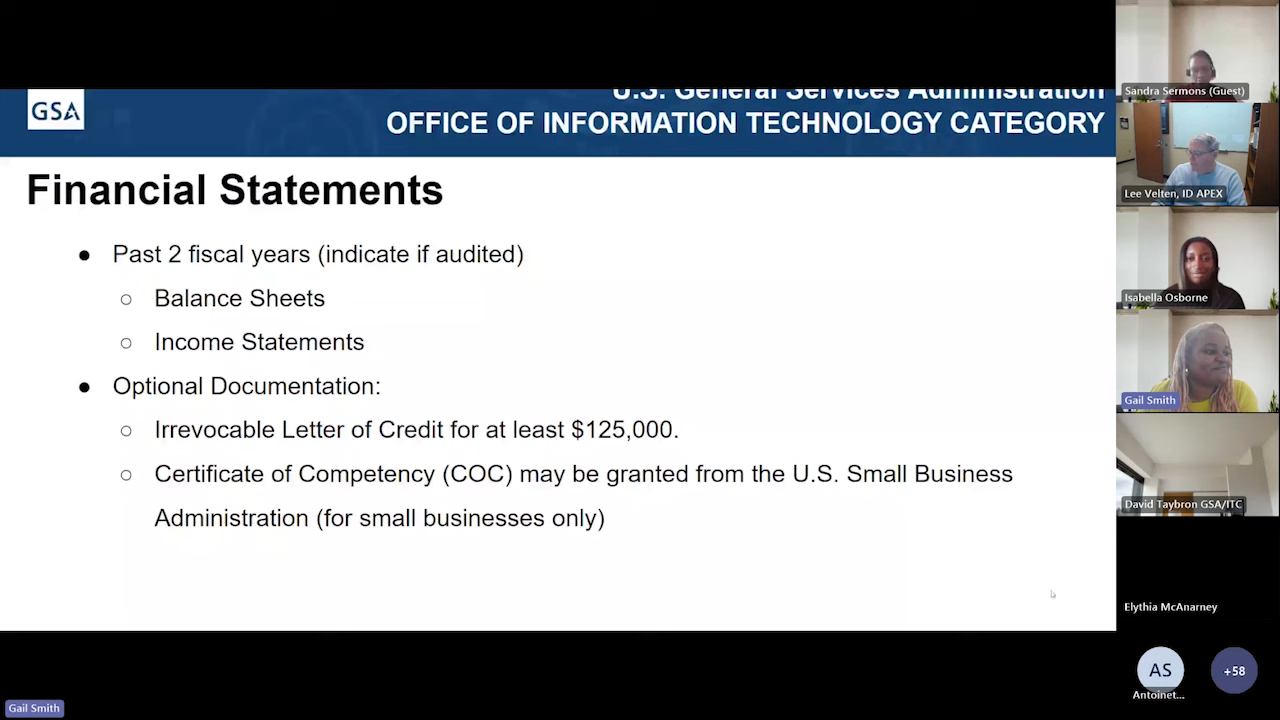 GSA
U.S. General Services Administration
OFFICE OF INFORMATION TECHNOLOGY CATEGORY
Financial Statements
● Past 2 fiscal years (indicate if audited)
○ Balance Sheets
○ Income Statements
● Optional Documentation:
○ Irrevocable Letter of Credit for at least $125,000.
○ Certificate of Competency (COC) may be granted from the U.S. Small Business
Administration (for small businesses only)
Sandra Sermons (Guest)
Lee Velten, ID APEX
Isabella Osborne
Gail Smith
David Taybron GSA/ITC
Elythia McAnarney
AS
Antoinet...
+58
Gail Smith